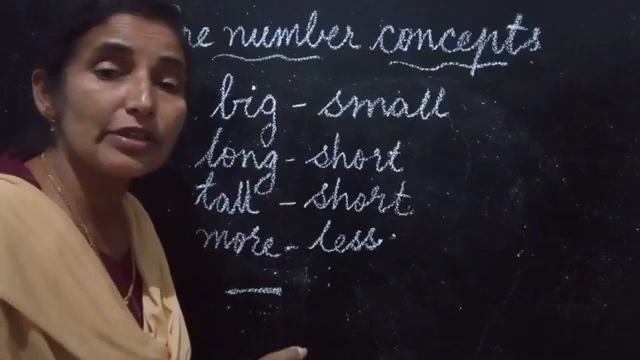 number concepts
big - small
long - short
tall - short
more - less.